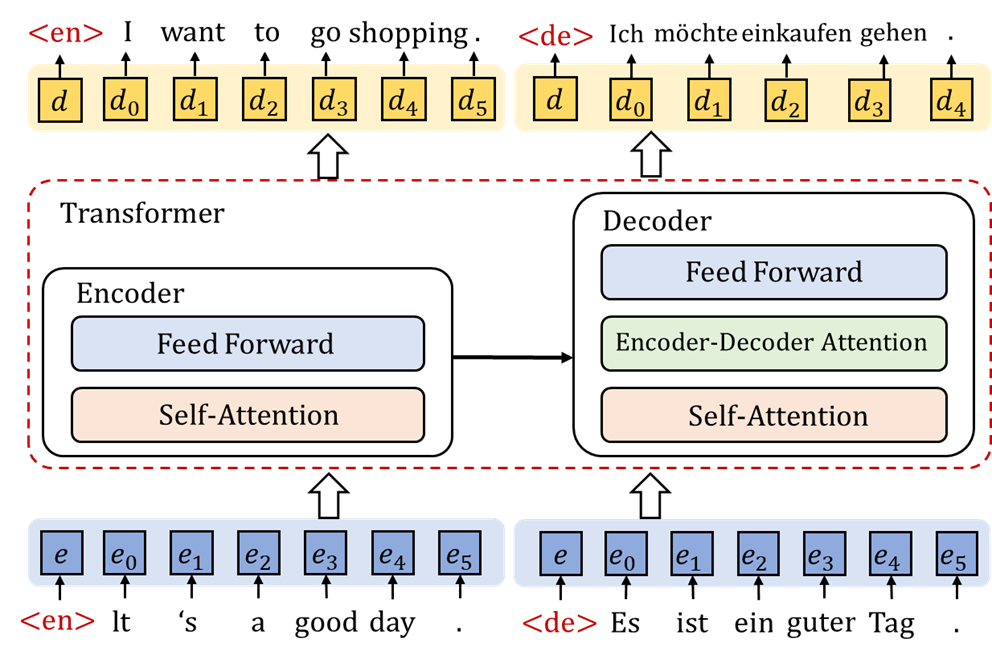 <en> I want to go shopping . <de> Ich möchte einkaufen gehen .
d d0 d1 d2 d3 d4 d5 d d0 d1 d2 d3 d4
Transformer
Decoder
Feed Forward
Encoder
Feed Forward
Encoder-Decoder Attention
Self-Attention
Self-Attention
e e0 e1 e2 e3 e4 e5 e e0 e1 e2 e3 e4 e5
<en> lt ‘s a good day . <de> Es ist ein guter Tag .